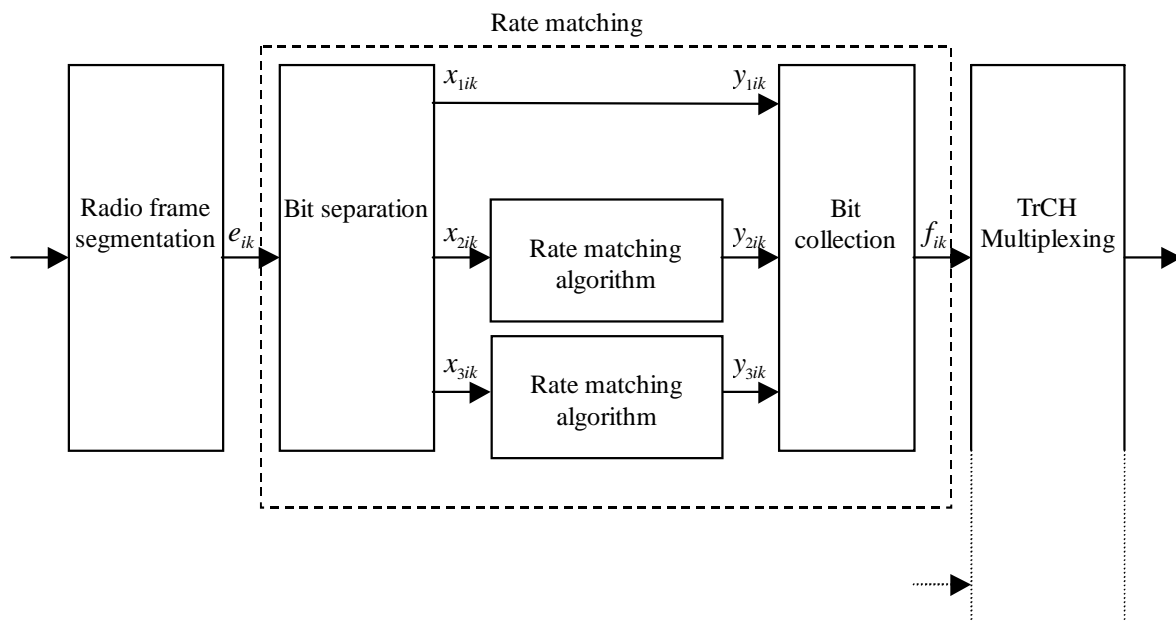 Rate matching
x1ik
y1ik
Radio frame
segmentation
eik
Bit separation
x2ik
Rate matching
algorithm
y2ik
Bit
collection
fik
TrCH
Multiplexing
x3ik
Rate matching
algorithm
y3ik